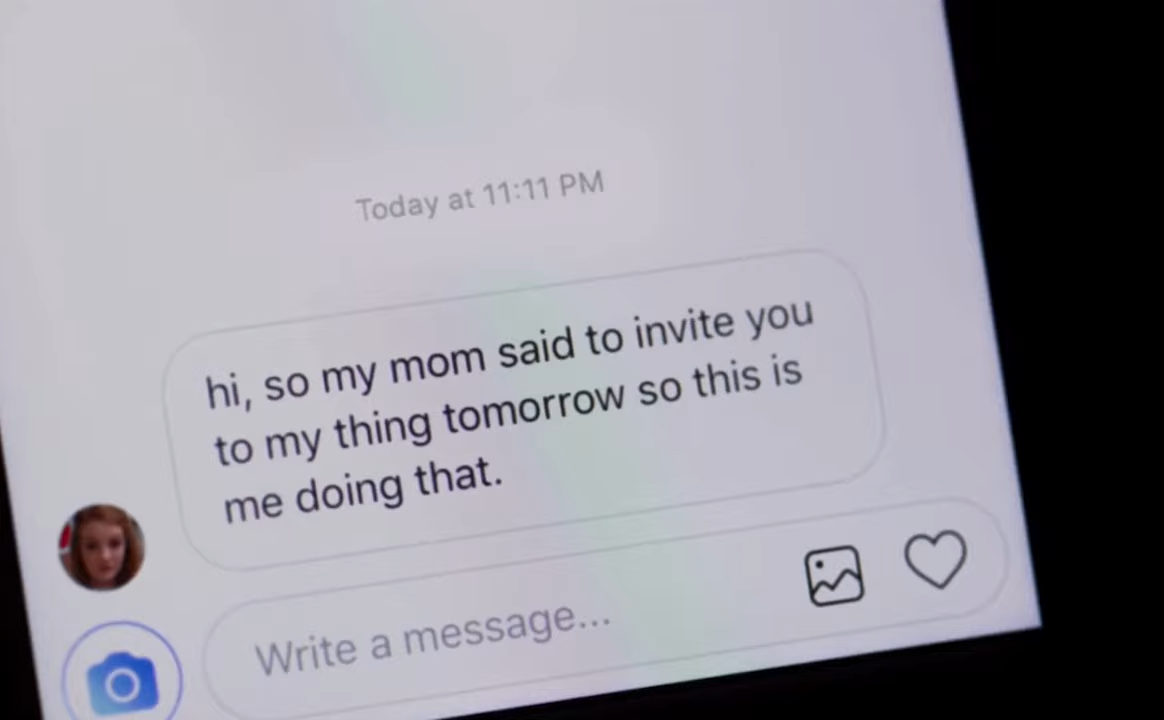 Today at 11:11 PM
hi, so my mom said to invite you
to my thing tomorrow so this is
me doing that.
Write a message...